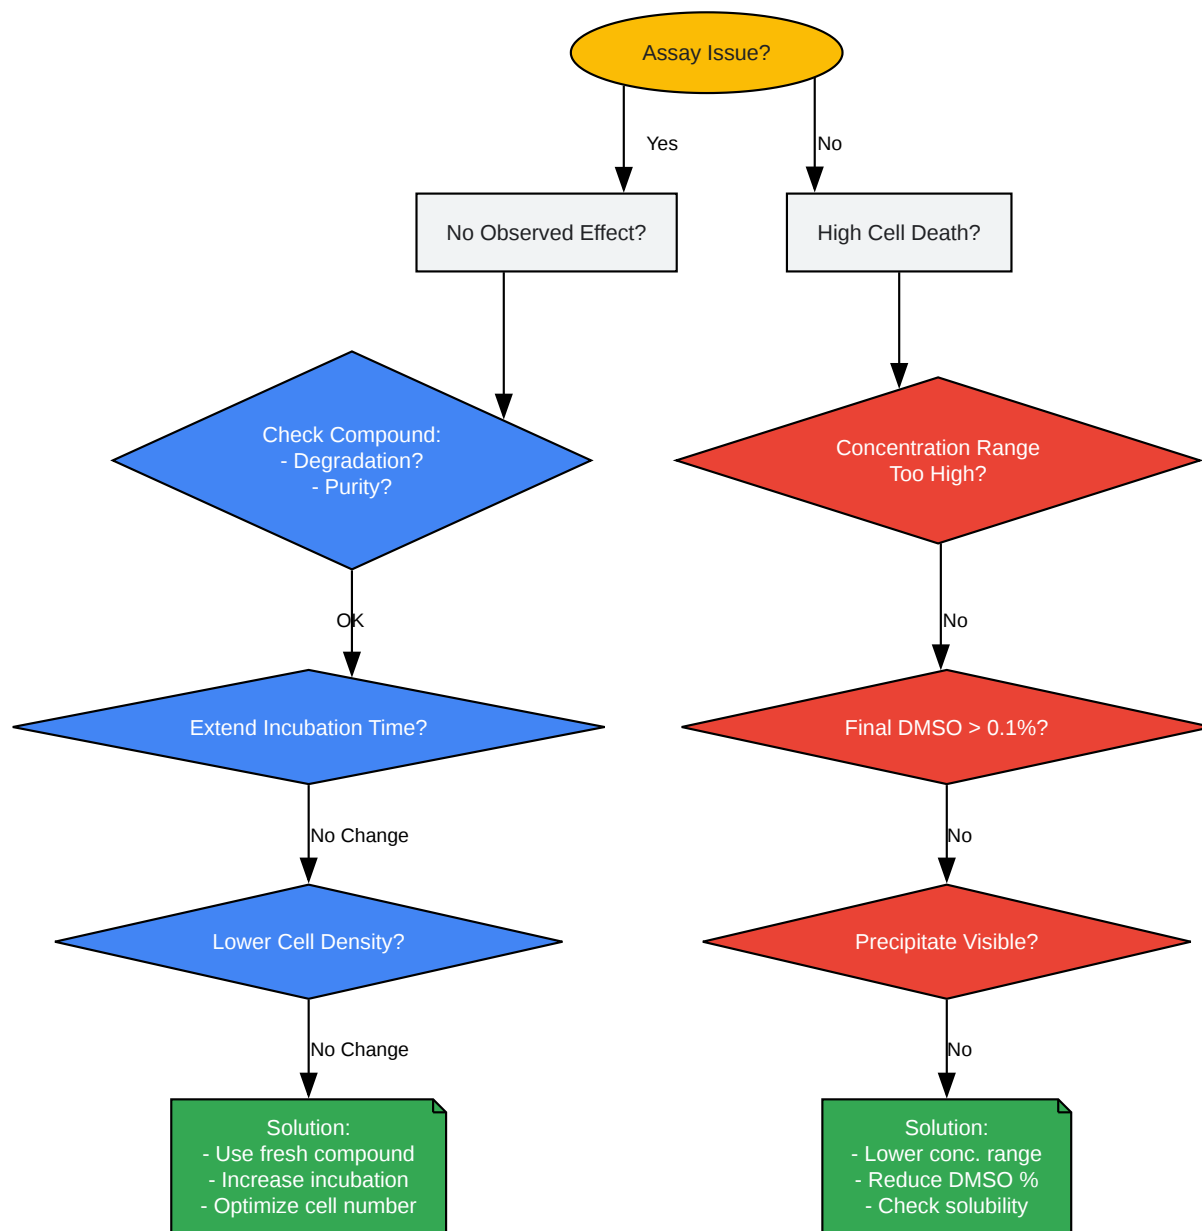 Assay Issue?
Yes
No
No Observed Effect?
High Cell Death?
Check Compound:
- Degradation?
- Purity?
Concentration Range
Too High?
OK
No
Extend Incubation Time?
Final DMSO > 0.1%?
No Change
No
Lower Cell Density?
Precipitate Visible?
No Change
No
Solution:
- Use fresh compound
- Increase incubation
- Optimize cell number
Solution:
- Lower conc. range
- Reduce DMSO %
- Check solubility